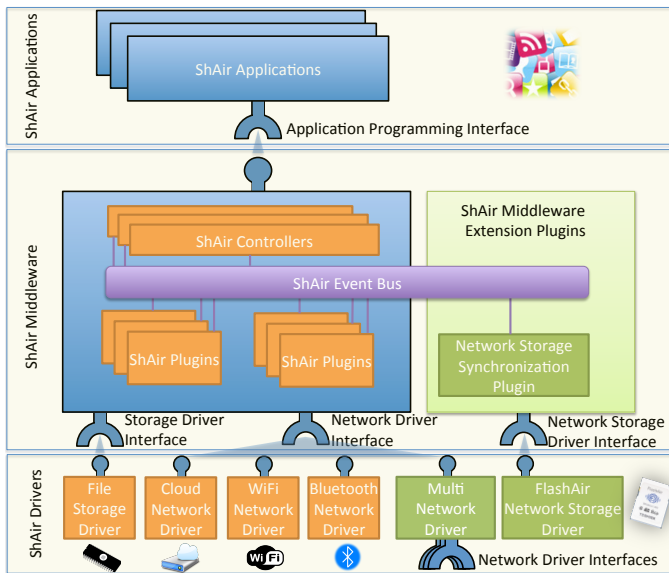 ShAir Applications
ShAir Applications
Application Programming Interface
ShAir Middleware
ShAir Middleware
Extension Plugins
ShAir Controllers
ShAir Event Bus
ShAir Plugins
ShAir Plugins
Network Storage
Synchronization
Plugin
Storage Driver
Interface
Network Driver
Interface
Network Storage
Driver Interface
ShAir Drivers
File
Storage
Driver
Cloud
Network
Driver
WiFi
Network
Driver
Bluetooth
Network
Driver
Multi
Network
Driver
FlashAir
Network Storage
Driver
Wi Fi
Network Driver Interfaces